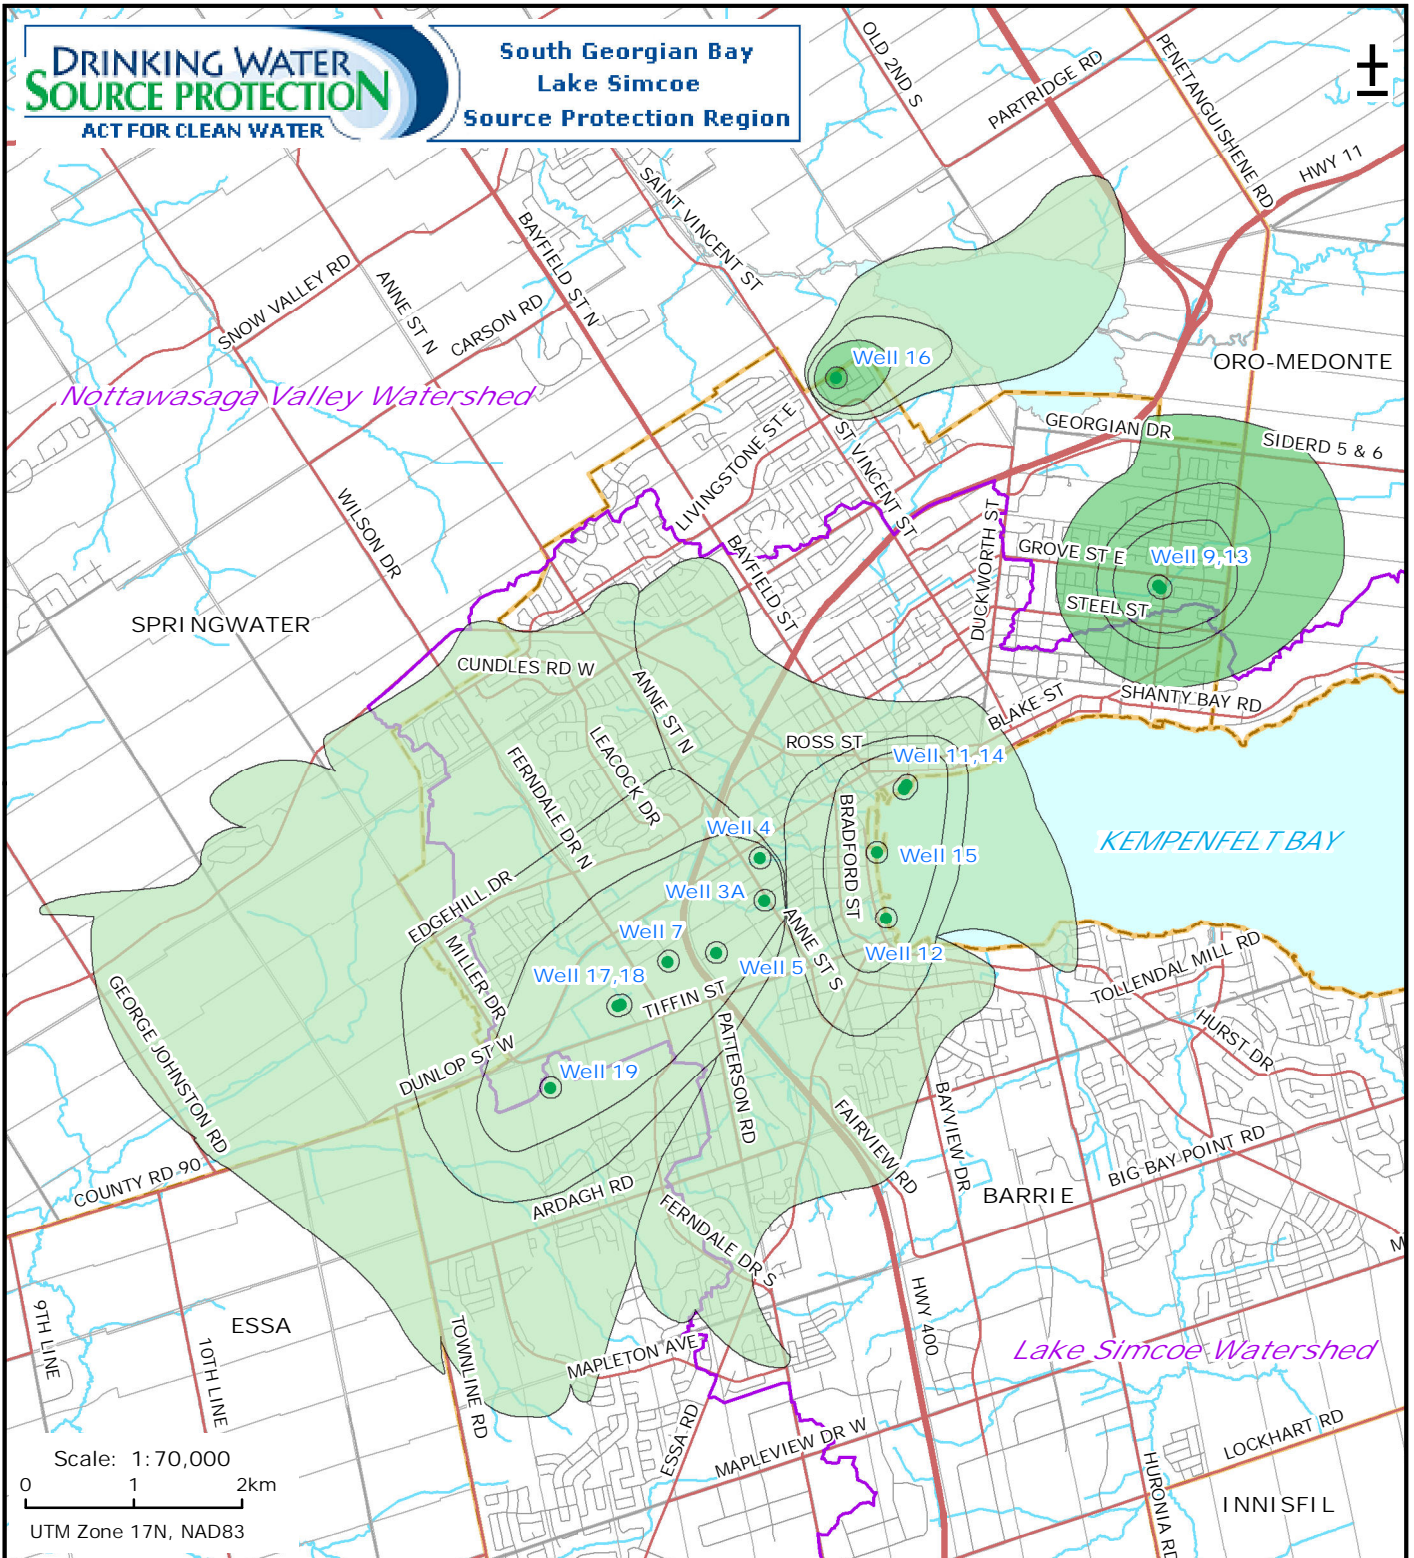 DRINKING WATER
SOURCE PROTECTION
ACT FOR CLEAN WATER
South Georgian Bay
Lake Simcoe
Source Protection Region
OLD 2ND S
PARTRIDGE RD
PENETANGUISHENE RD
HWY 11
SAINT VINCENT ST
BAYFIELD ST N
SNOW VALLEY RD
ANNE ST N
CARSON RD
Well 16
ORO-MEDONTE
Nottawasaga Valley Watershed
GEORGIAN DR
SIDERD 5 & 6
LIVINGSTONE ST E
ST VINCENT ST
WILSON DR
BAYFIELD ST
DUCKWORTH ST
GROVE ST E
Well 9,13
STEEL ST
SPRINGWATER
CUNDLES RD W
ANNE ST N
BLAKE ST
SHANTY BAY RD
LEACOCK DR
FERNDALE DR N
ROSS ST
Well 11,14
BRADFORD ST
Well 4
Well 15
KEMPENFELT BAY
Well 3A
EDGEHILL DR
MILLER DR
Well 7
ANNE ST S
Well 12
Well 5
Well 17,18
TIFFIN ST
TOLLENDAL MILL RD
GEORGE JOHNSTON RD
HURST DR
PATTERSON RD
DUNLOP ST W
Well 19
FAIRVIEW RD
BAYVIEW DR
BIG BAY POINT RD
COUNTY RD 90
ARDAGH RD
BARRIE
FERNDALE DR S
M
9TH LINE
ESSA
10TH LINE
TOWNLINE RD
MAPLETON AVE
HWY 400
Lake Simcoe Watershed
ESSA RD
MAPLEVIEW DR W
LOCKHART RD
HURONIA RD
INNISFIL
Scale: 1:70,000
0 1 2km
UTM Zone 17N, NAD83